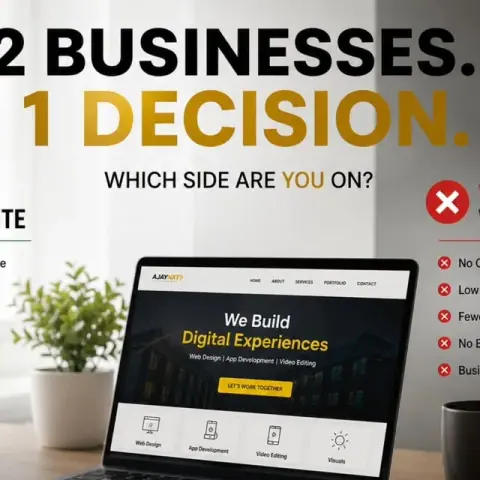 2 BUSINESSES.
1 DECISION.
WHICH SIDE ARE YOU ON?
TE
e
No
Low
Few
No
Busi
HOME ABOUT SERVICES PORTFOLIO CONTACT
We Build
Digital Experiences
Web Design | App Development | Video Editing
LET'S WORK TOGETHER
Web Design App Development Video Editing Visuals